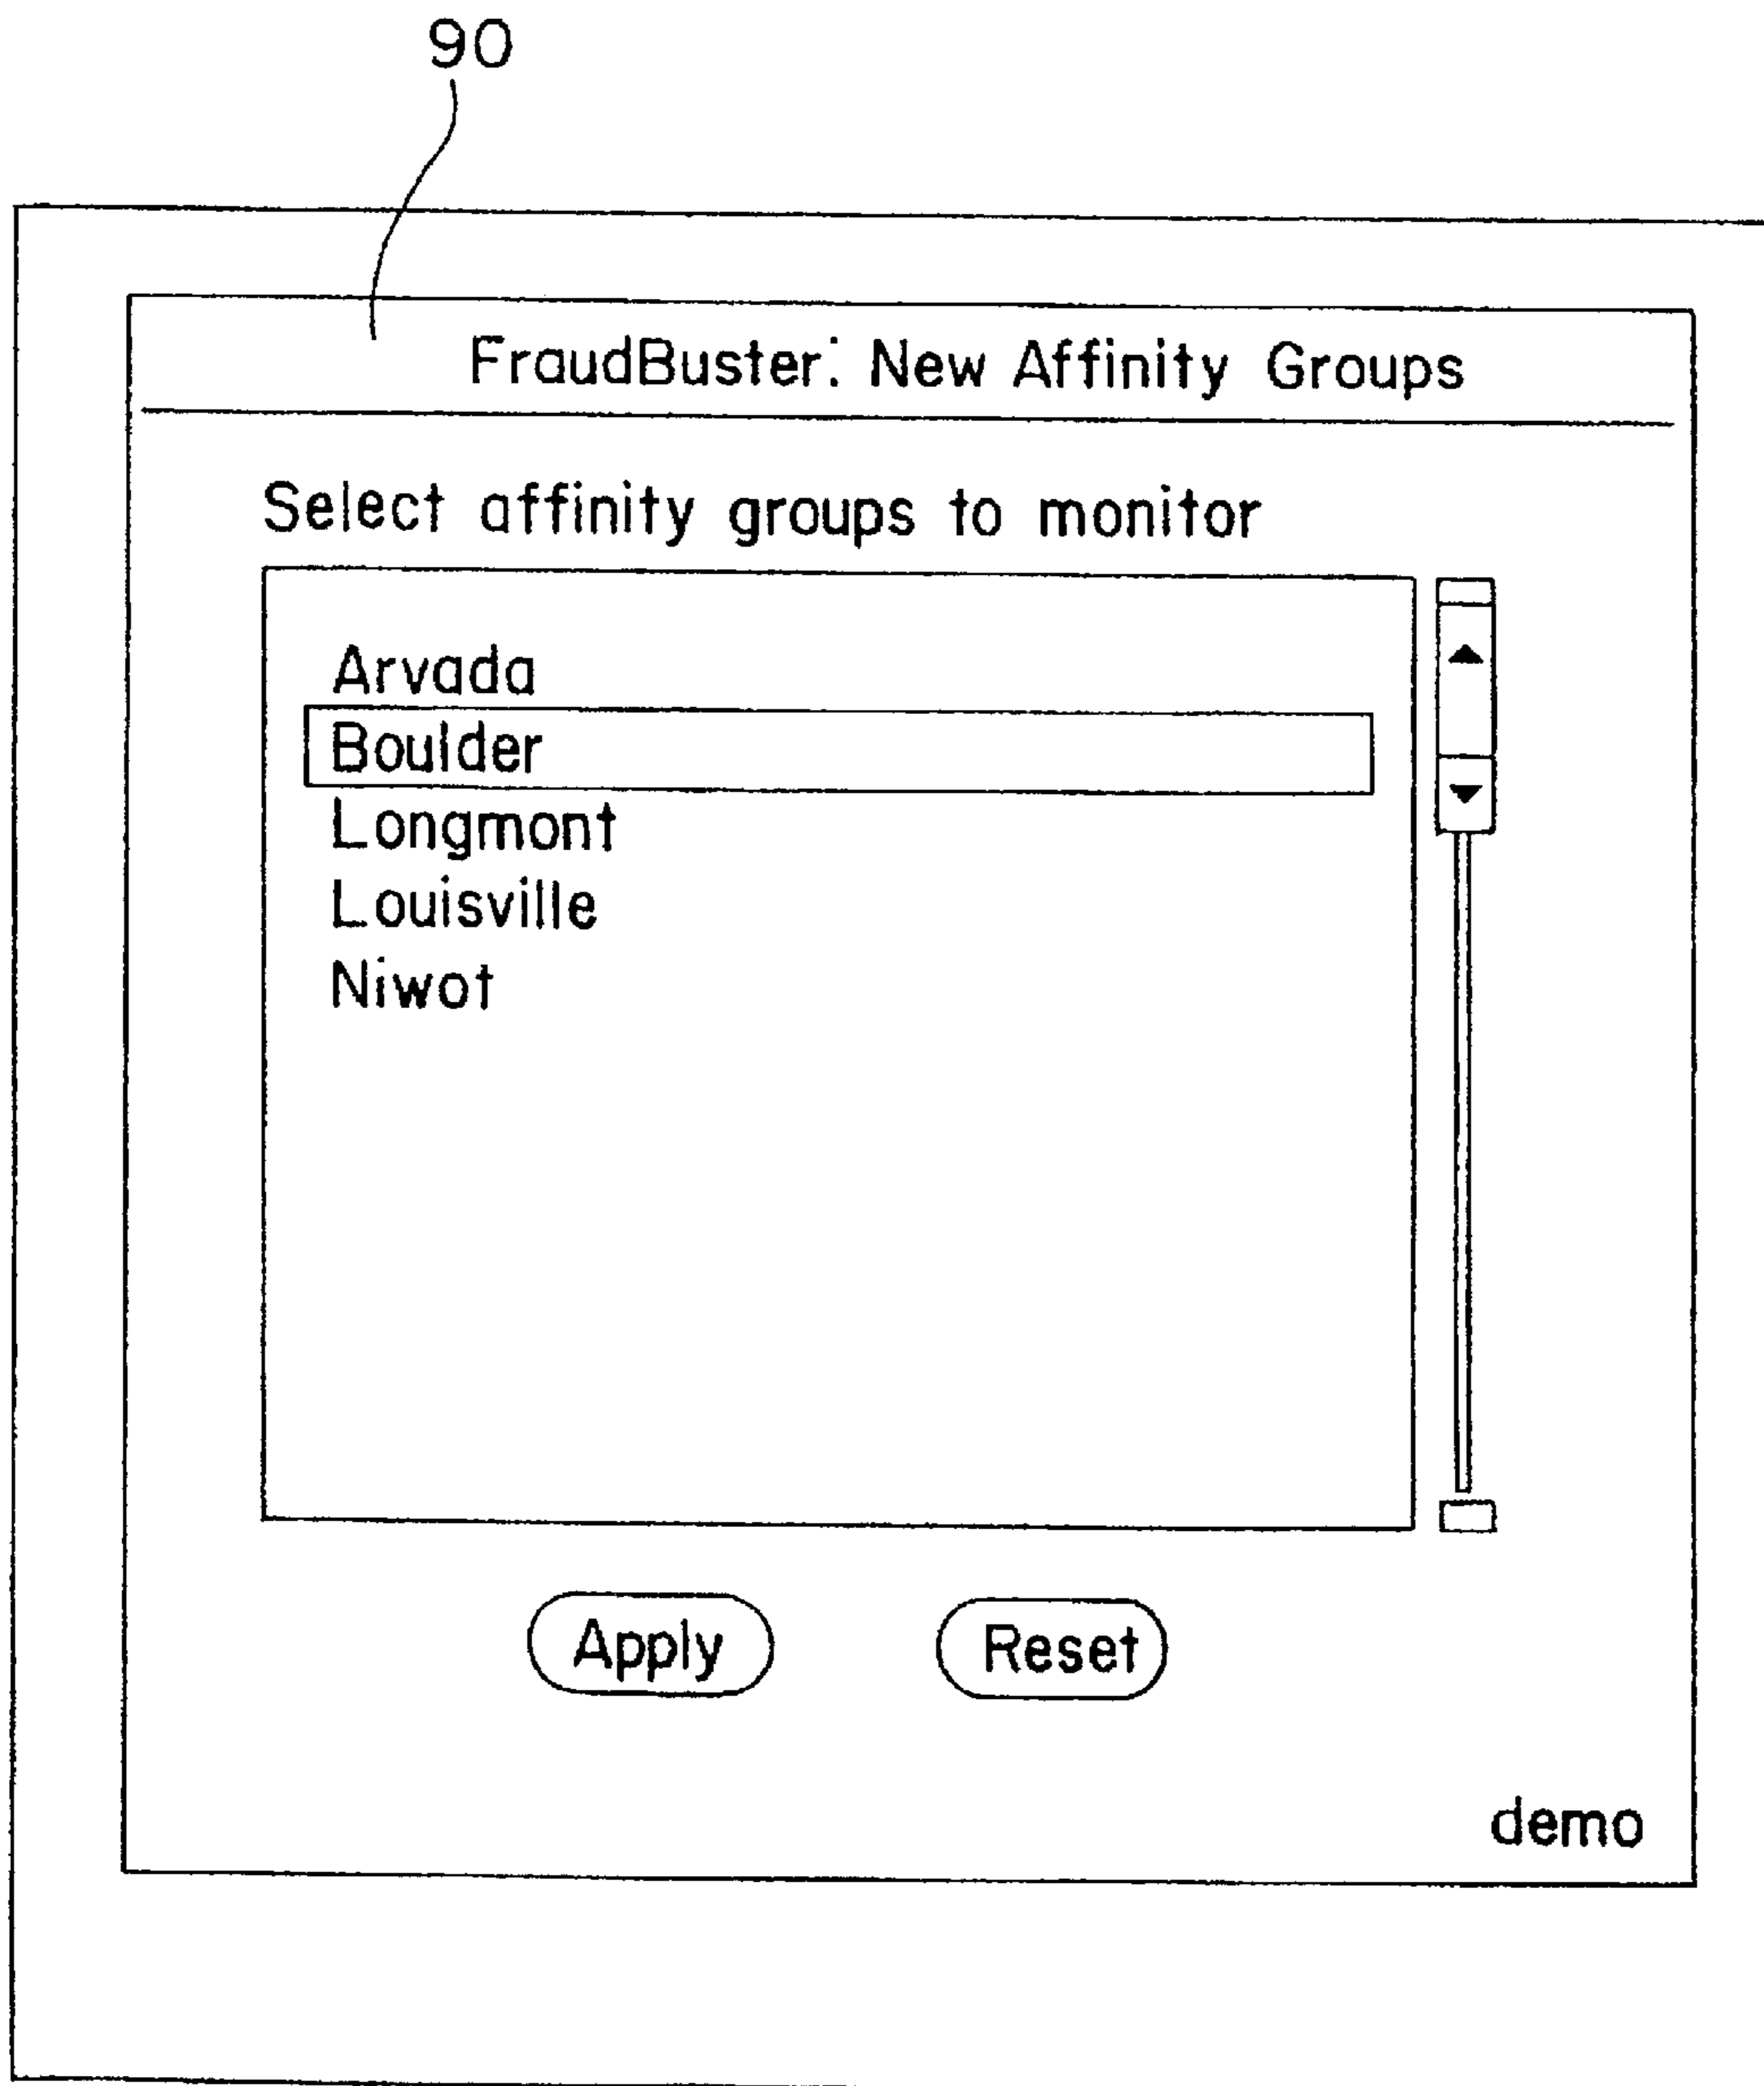 90
FraudBuster: New Affinity Groups
Select affinity groups to monitor
Arvada
Boulder
Longmont
Louisville
Niwot
Apply Reset
demo